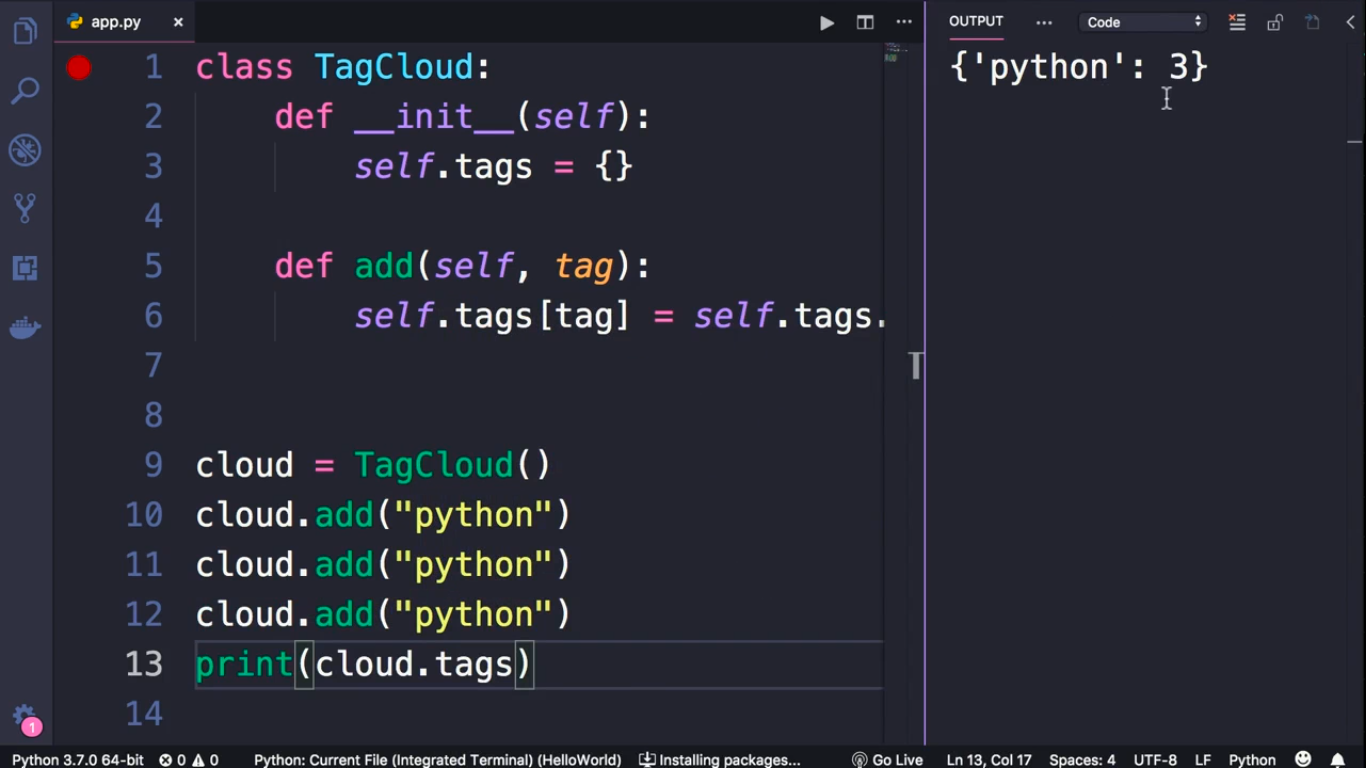 app.py
OUTPUT
Code
1 class TagCloud:
2     def __init__(self):
3         self.tags = {}
4
5     def add(self, tag):
6         self.tags[tag] = self.tags.
7
8
9 cloud = TagCloud()
10 cloud.add("python")
11 cloud.add("python")
12 cloud.add("python")
13 print(cloud.tags)
14
{'python': 3}
1
Python 3.7.0 64-bit 0 0 Python: Current File (Integrated Terminal) (HelloWorld) Installing packages... Go Live Ln 13, Col 17 Spaces: 4 UTF-8 LF Python